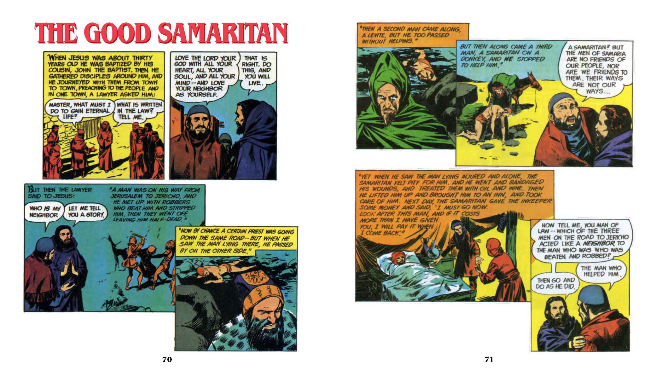 THE GOOD SAMARITAN
WHEN JESUS WAS ABOUT THIRTY
YEARS OLD HE WAS BAPTIZED BY HIS
COUSIN, JOHN THE BAPTIST. THEN HE
GATHERED DISCIPLES AROUND HIM, AND
HE JOURNEYED WITH THEM FROM TOWN
TO TOWN, PREACHING TO THE PEOPLE AND
IN ONE TOWN, A LAWYER ASKED HIM:
MASTER, WHAT MUST I
DO TO GAIN ETERNAL
LIFE?
WHAT IS WRITTEN
IN THE LAW?
TELL ME.
LOVE THE LORD YOUR
GOD WITH ALL YOUR
HEART, ALL YOUR
SOUL, AND ALL YOUR
MIND—AND LOVE
YOUR NEIGHBOR
AS YOURSELF.
THAT IS
RIGHT. DO
THIS, AND
YOU WILL
LIVE.
BUT THEN THE LAWYER
SAID TO JESUS:
WHO IS MY
NEIGHBOR
LET ME TELL
YOU A STORY.
"A MAN WAS ON HIS WAY FROM
JERUSALEM TO JERICHO, AND
HE MET UP WITH ROBBERS
WHO BEAT HIM AND STRIPPED
HIM. THEN THEY WENT OFF,
LEAVING HIM HALF-DEAD.
"NOW BY CHANCE A CERTAIN PRIEST WAS GOING
DOWN THE SAME ROAD—BUT WHEN HE
SAW THE MAN LYING THERE, HE PASSED
BY ON THE OTHER SIDE."
70
"THEN A SECOND MAN CAME ALONG,
A LEVITE, BUT HE TOO PASSED
WITHOUT HELPING."
BUT THEN ALONG CAME A THIRD
MAN, A SAMARITAN ON A
DONKEY, AND HE STOPPED
TO HELP HIM."
A SAMARITAN? BUT
THE MEN OF SAMARIA
ARE NO FRIENDS OF
OUR PEOPLE, NOR
ARE WE FRIENDS TO
THEM. THEIR WAYS
ARE NOT OUR
WAYS...
"YET WHEN HE SAW THE MAN LYING INJURED AND ALONE, THE
SAMARITAN FELT PITY FOR HIM, AND HE WENT AND BANDAGED
HIS WOUNDS, AND TREATED THEM WITH OIL AND WINE. THEN
HE LIFTED HIM UP AND BROUGHT HIM TO AN INN, AND TOOK
CARE OF HIM. NEXT DAY, THE SAMARITAN GAVE THE INNKEEPER
SOME MONEY AND SAID, 'I MUST GO NOW.
LOOK AFTER THIS MAN, AND IF IT COSTS
MORE THAN I HAVE GIVEN
YOU, I WILL PAY IT WHEN
I COME BACK.'"
NOW TELL ME, YOU MAN OF
LAW—WHICH OF THE THREE
MEN ON THE ROAD TO JERICHO
ACTED LIKE A NEIGHBOR TO
THE MAN WHO WAS WHO WAS
BEATEN AND ROBBED?
THE MAN WHO
HELPED HIM.
THEN GO AND
DO AS HE DID.
71